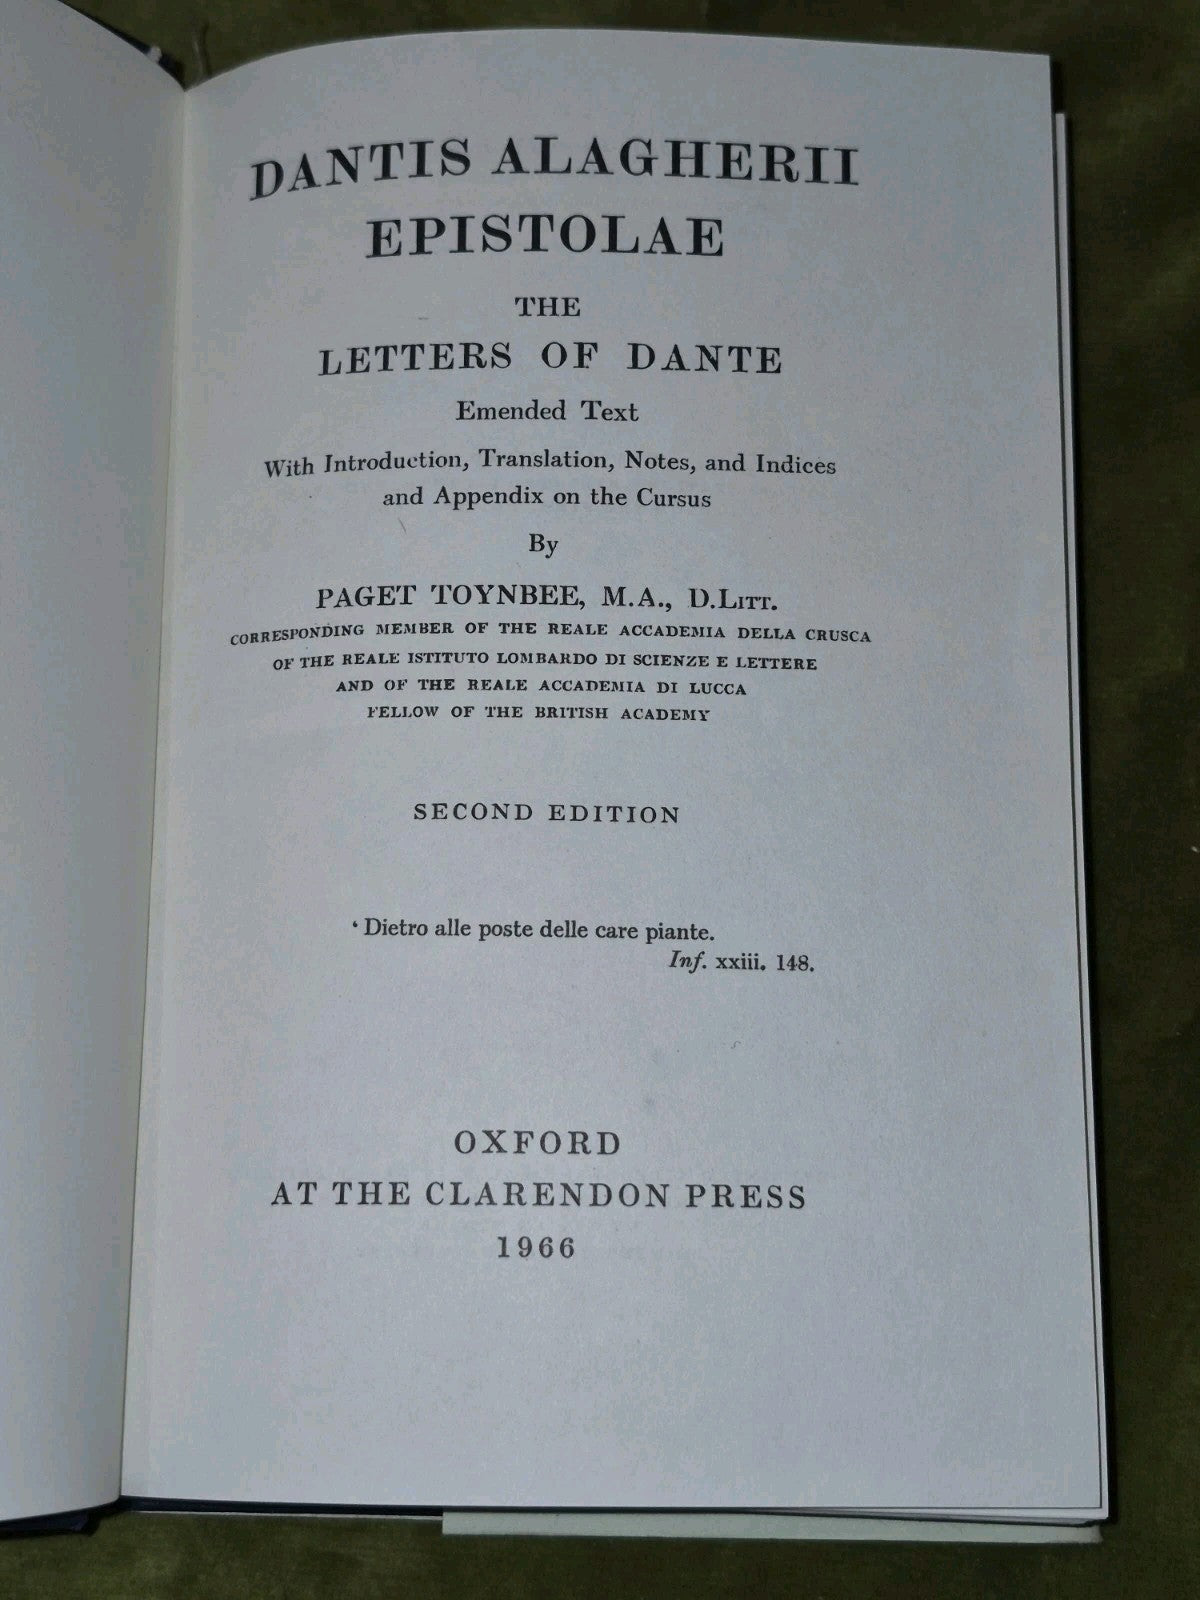 DANTIS ALAGHERII
EPISTOLAE
THE
LETTERS OF DANTE
Emended Text
With Introduction, Translation, Notes, and Indices
and Appendix on the Cursus
By
PAGET TOYNBEE, M.A., D.LITT.
CORRESPONDING MEMBER OF THE REALE ACCADEMIA DELLA CRUSCA
OF THE REALE ISTITUTO LOMBARDO DI SCIENZE E LETTERE
AND OF THE REALE ACCADEMIA DI LUCCA
FELLOW OF THE BRITISH ACADEMY
SECOND EDITION
‘Dietro alle poste delle care piante.
Inf. xxiii. 148.
OXFORD
AT THE CLARENDON PRESS
1966